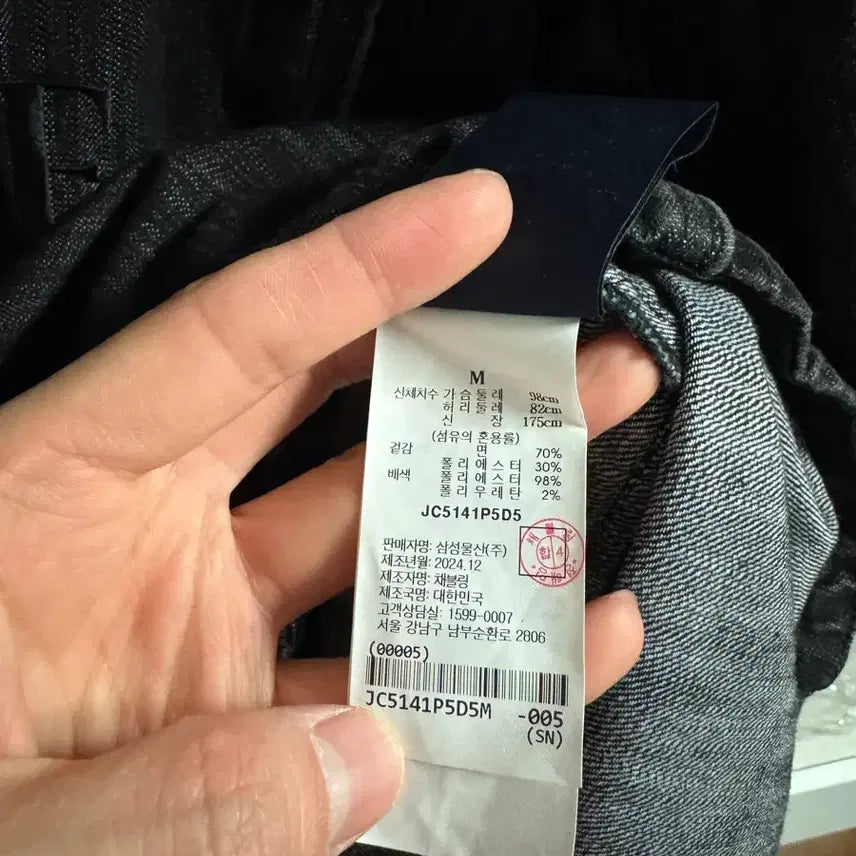 M
신체치수 가 슴 둘 레 98cm
허 리 둘 레 82cm
신 장 175cm
(섬유의 혼용률)
겉감 면 70%
폴 리 에 스 터 30%
배색 폴 리 에 스 터 98%
폴 리 우 레 탄 2%
JC5141P5D5
판매자명: 삼성물산(주)
제조년월: 2024.12
제조자명: 채블링
제조국명: 대한민국
고객상담실: 1599-0007
서울 강남구 남부순환로 2806
채블링
합 4
(00005)
JC5141P5D5M -005
(SN)